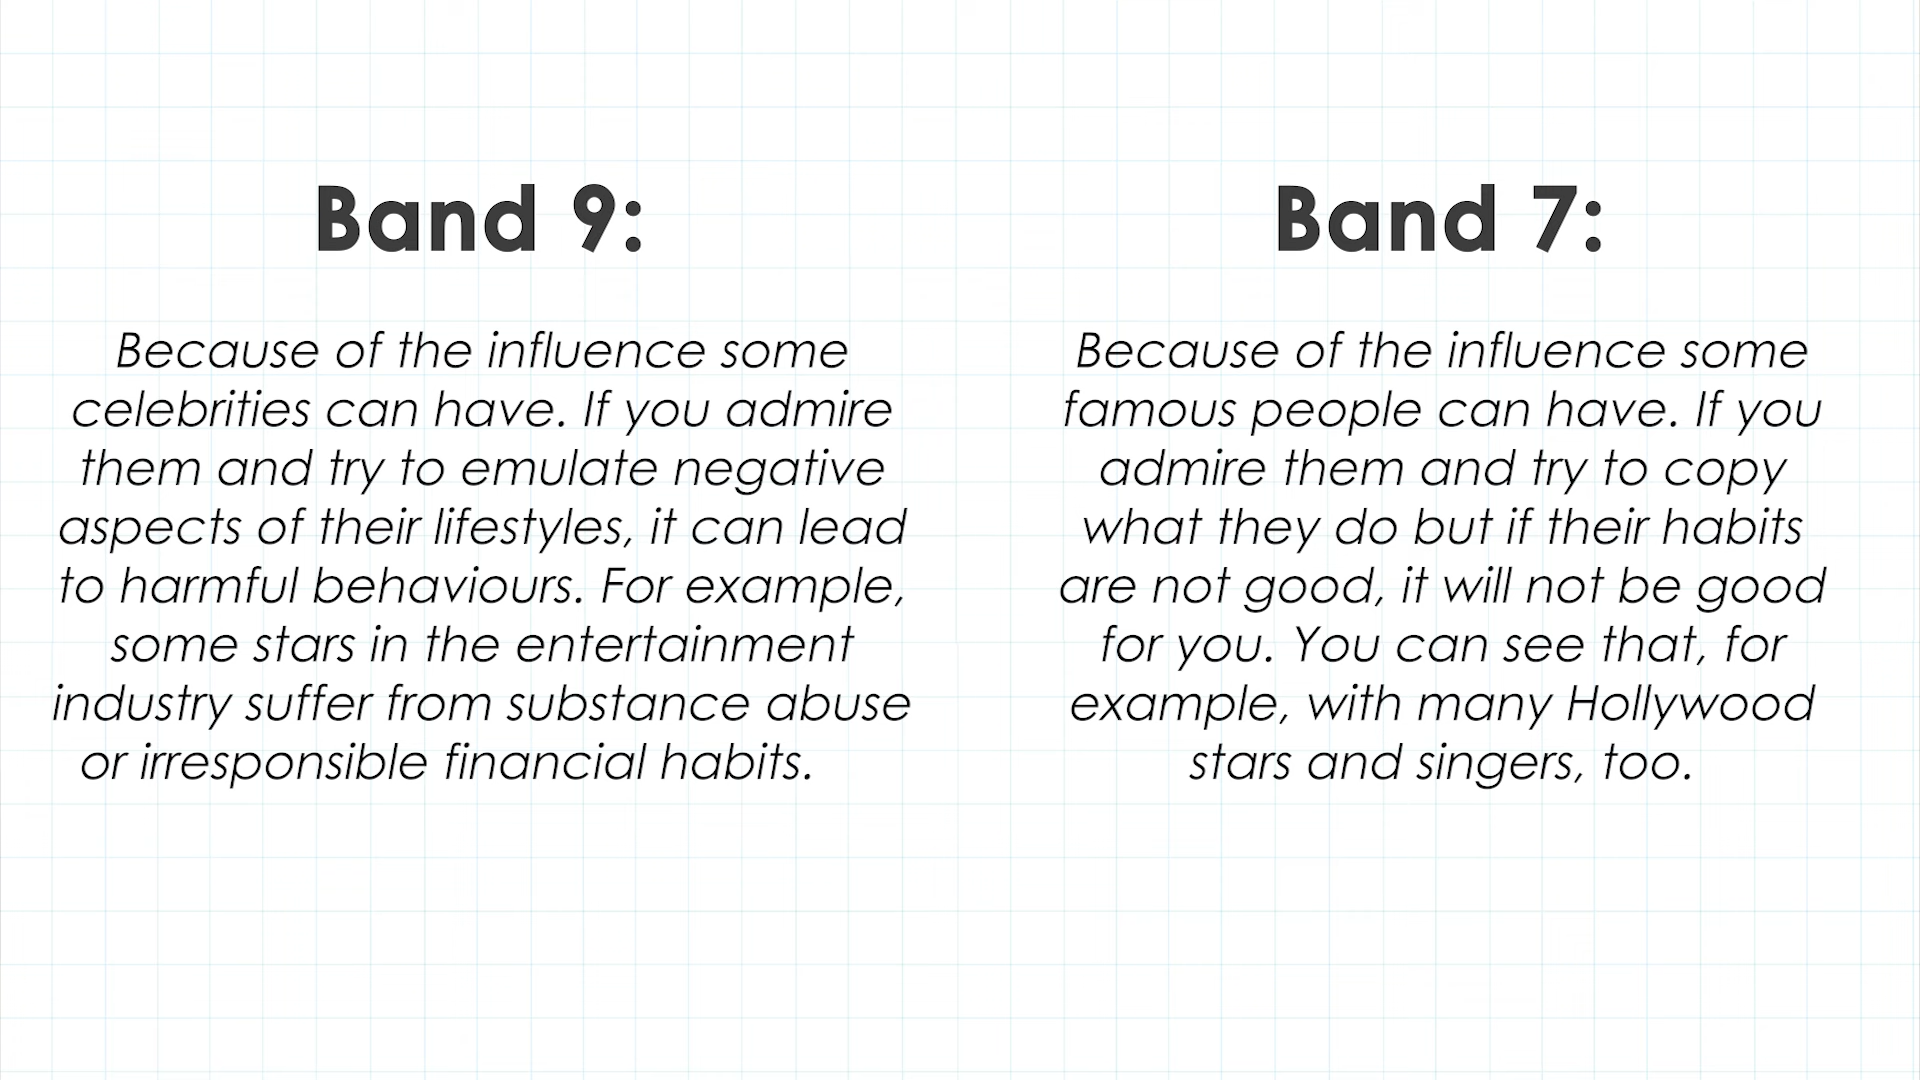 Band 9:
Because of the influence some
celebrities can have. If you admire
them and try to emulate negative
aspects of their lifestyles, it can lead
to harmful behaviours. For example,
some stars in the entertainment
industry suffer from substance abuse
or irresponsible financial habits.
Band 7:
Because of the influence some
famous people can have. If you
admire them and try to copy
what they do but if their habits
are not good, it will not be good
for you. You can see that, for
example, with many Hollywood
stars and singers, too.